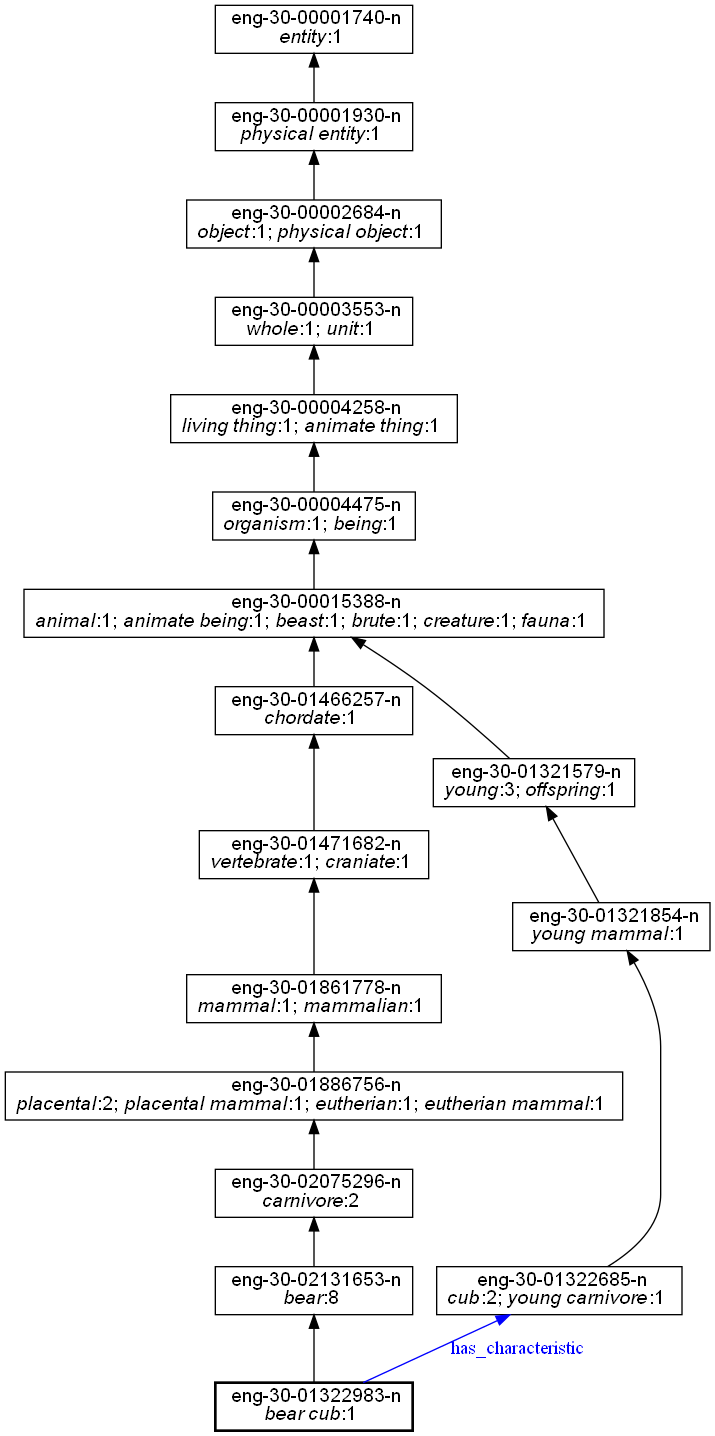 eng-30-00001740-n
entity:1
eng-30-00001930-n
physical entity:1
eng-30-00002684-n
object:1; physical object:1
eng-30-00003553-n
whole:1; unit:1
eng-30-00004258-n
living thing:1; animate thing:1
eng-30-00004475-n
organism:1; being:1
eng-30-00015388-n
animal:1; animate being:1; beast:1; brute:1; creature:1; fauna:1
eng-30-01466257-n
chordate:1
eng-30-01321579-n
young:3; offspring:1
eng-30-01471682-n
vertebrate:1; craniate:1
eng-30-01321854-n
young mammal:1
eng-30-01861778-n
mammal:1; mammalian:1
eng-30-01886756-n
placental:2; placental mammal:1; eutherian:1; eutherian mammal:1
eng-30-02075296-n
carnivore:2
eng-30-02131653-n
bear:8
eng-30-01322685-n
cub:2; young carnivore:1
has_characteristic
eng-30-01322983-n
bear cub:1